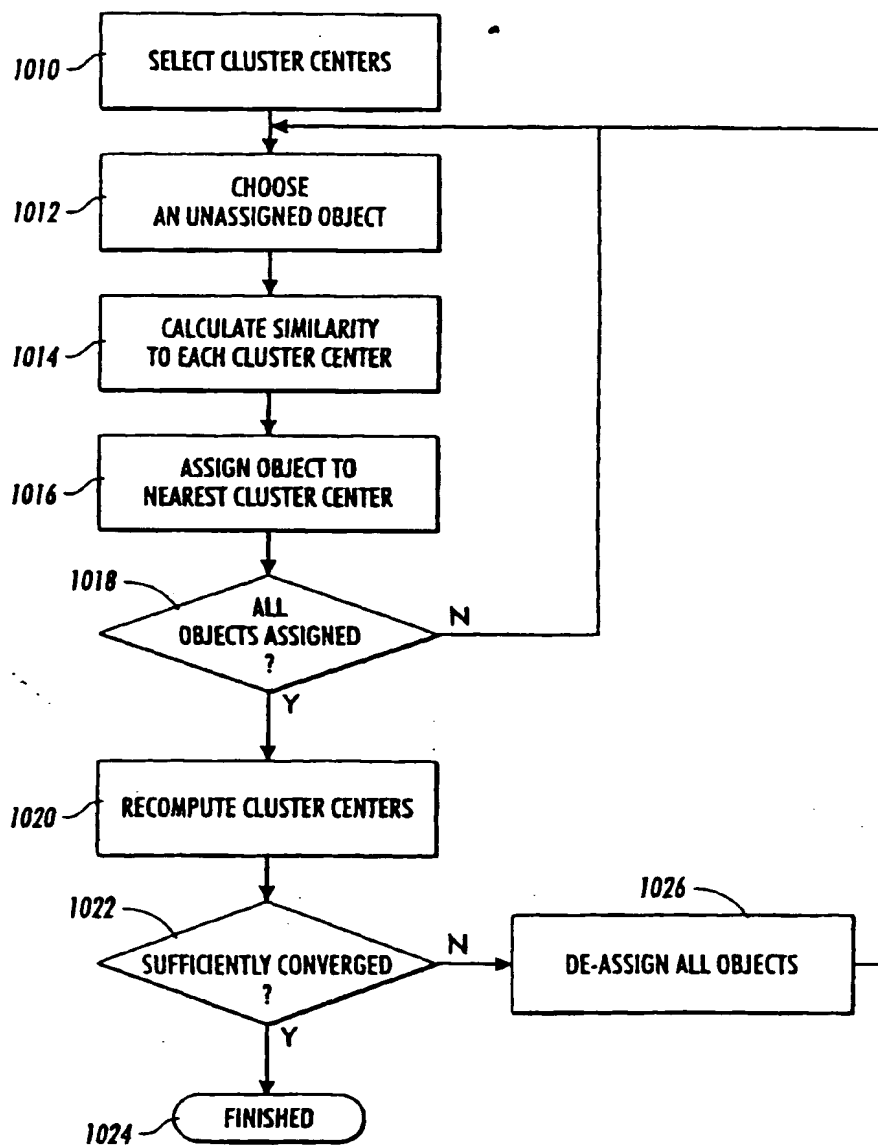 1010
SELECT CLUSTER CENTERS
1012
CHOOSE
AN UNASSIGNED OBJECT
1014
CALCULATE SIMILARITY
TO EACH CLUSTER CENTER
1016
ASSIGN OBJECT TO
NEAREST CLUSTER CENTER
1018
ALL
OBJECTS ASSIGNED
?
N
Y
1020
RECOMPUTE CLUSTER CENTERS
1022
SUFFICIENTLY CONVERGED
?
N
1026
DE-ASSIGN ALL OBJECTS
Y
1024
FINISHED